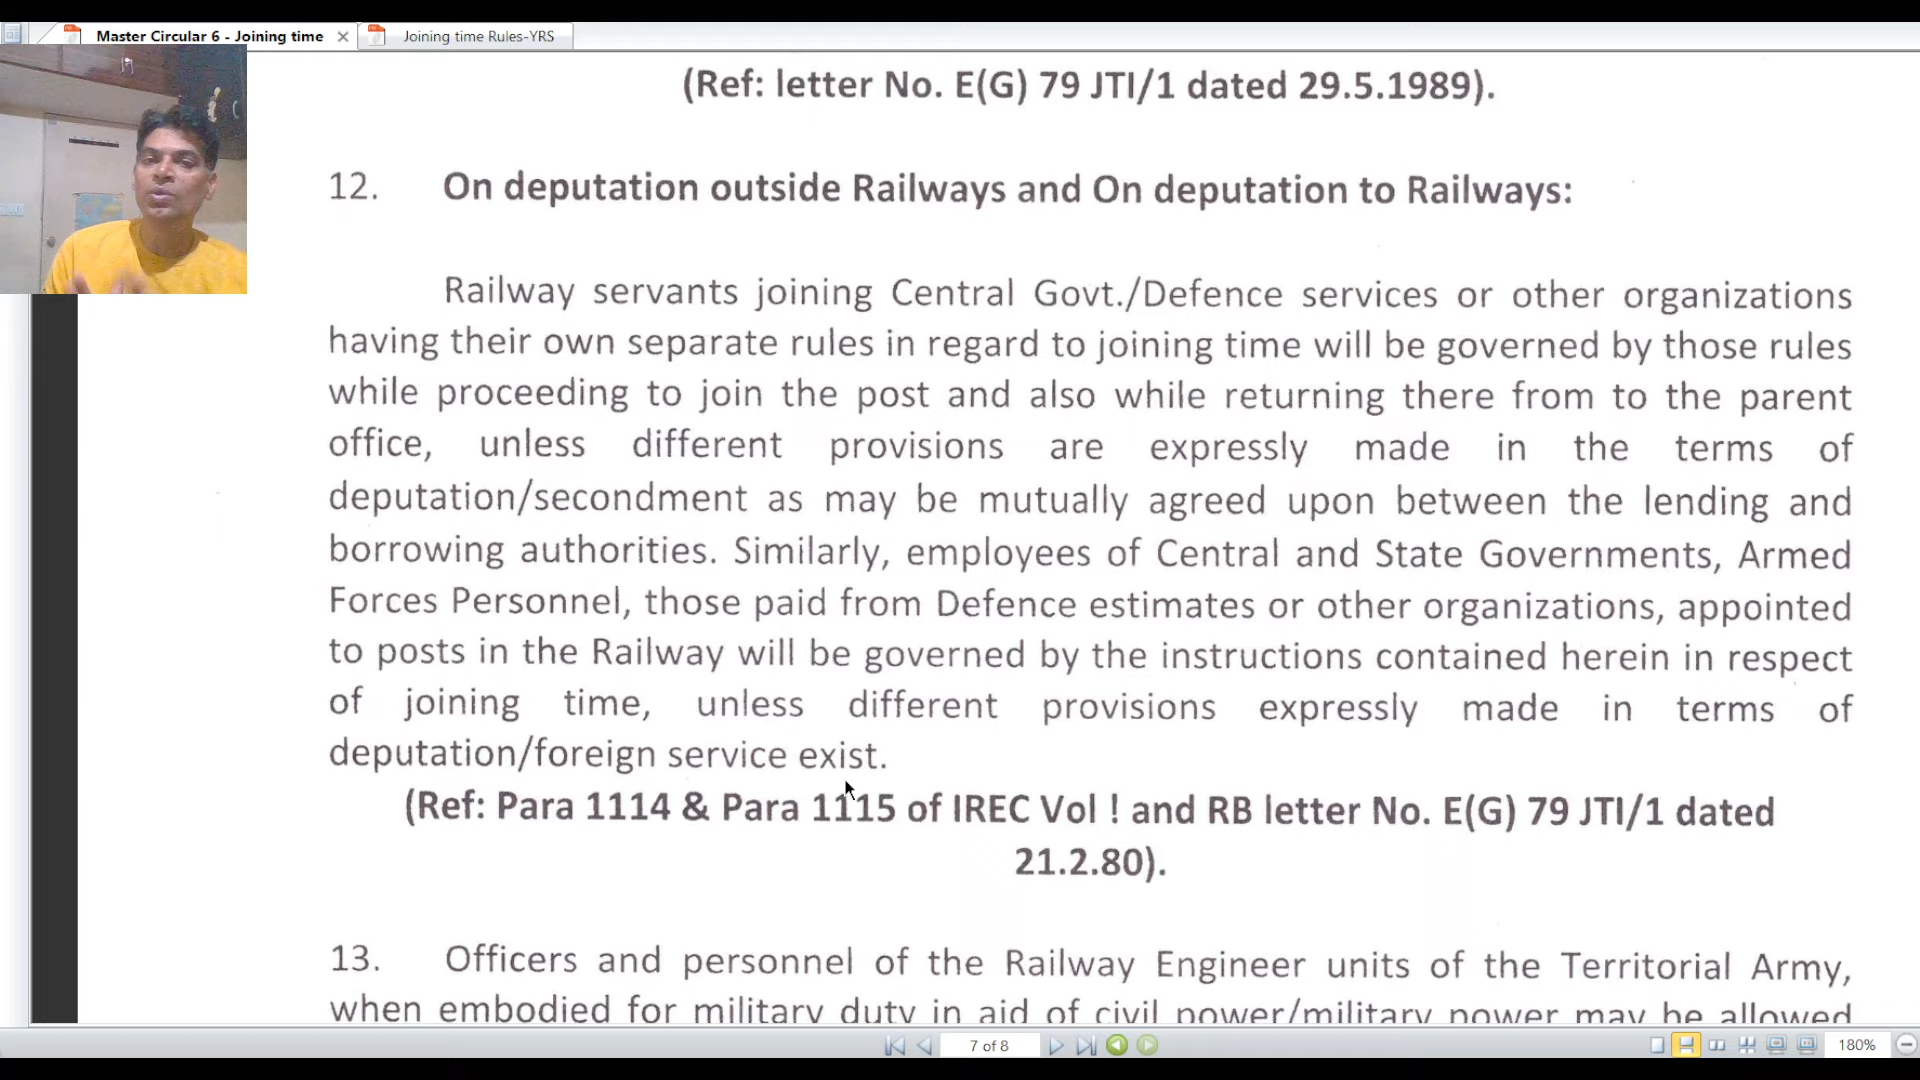 Master Circular 6 - Joining time
Joining time Rules-YRS
(Ref: letter No. E(G) 79 JTI/1 dated 29.5.1989).
12. On deputation outside Railways and On deputation to Railways:
Railway servants joining Central Govt./Defence services or other organizations
having their own separate rules in regard to joining time will be governed by those rules
while proceeding to join the post and also while returning there from to the parent
office, unless different provisions are expressly made in the terms of
deputation/secondment as may be mutually agreed upon between the lending and
borrowing authorities. Similarly, employees of Central and State Governments, Armed
Forces Personnel, those paid from Defence estimates or other organizations, appointed
to posts in the Railway will be governed by the instructions contained herein in respect
of joining time, unless different provisions expressly made in terms of
deputation/foreign service exist.
(Ref: Para 1114 & Para 1115 of IREC Vol ! and RB letter No. E(G) 79 JTI/1 dated
21.2.80).
13. Officers and personnel of the Railway Engineer units of the Territorial Army,
when embodied for military duty in aid of civil power/military power may be allowed
7 of 8
180%